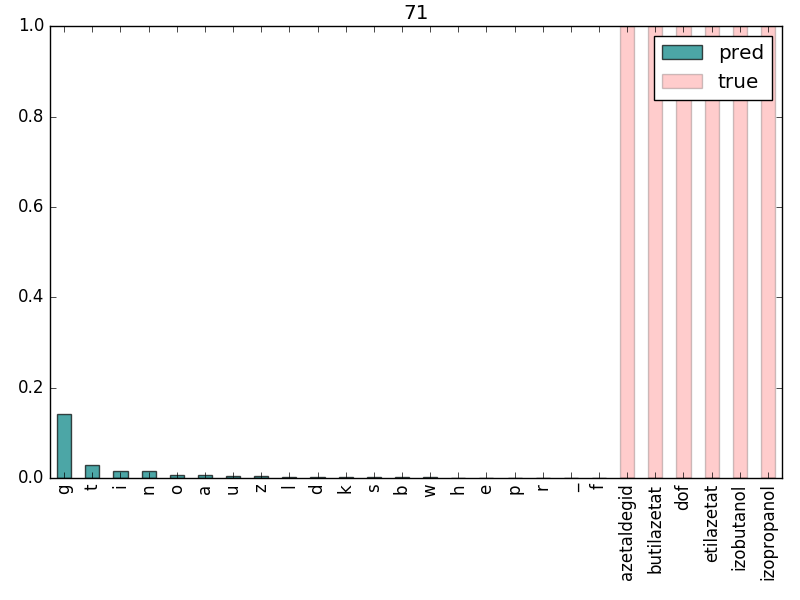 71
1.0
0.8
0.6
0.4
0.2
0.0
pred
true
g t i n o a u z l d k s b w h e p r _ f azetaldegid butilazetat dof etilazetat izobutanol izopropanol